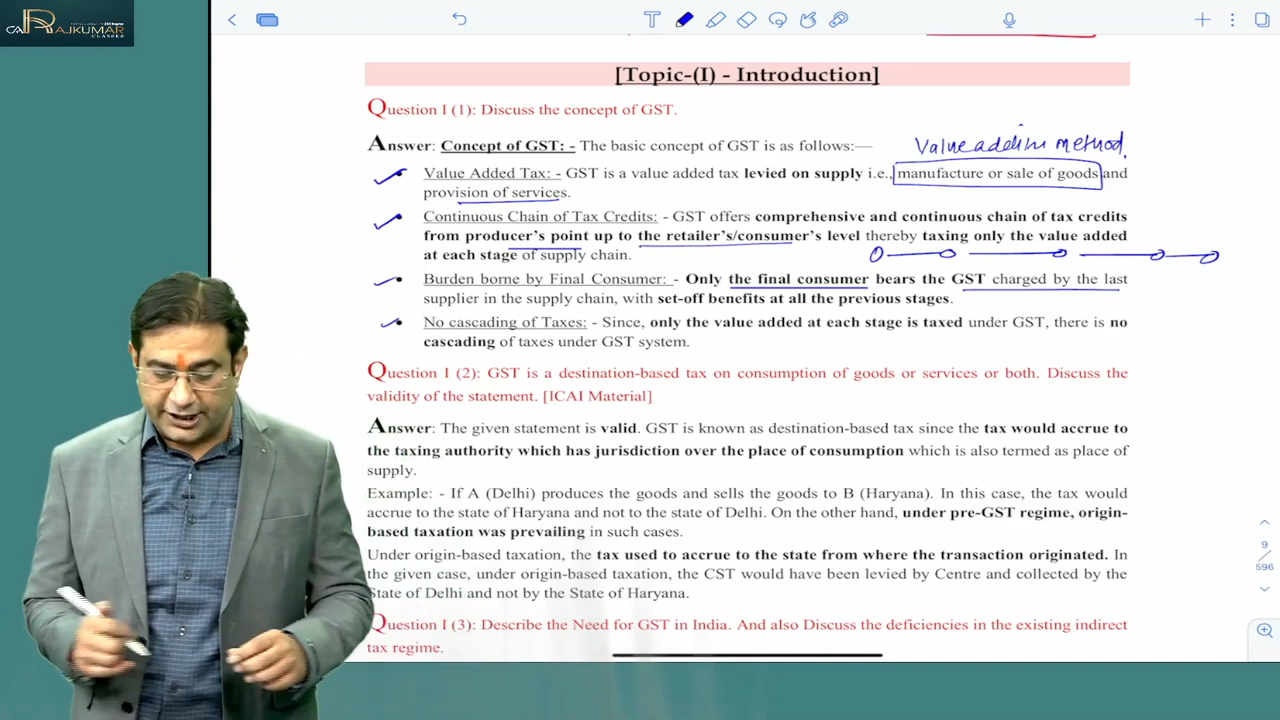 CA RAJKUMAR
CLASSES
[Topic-(I) - Introduction]
Question I (1): Discuss the concept of GST.
Answer: Concept of GST: - The basic concept of GST is as follows:—
Value addition method.
Value Added Tax: - GST is a value added tax levied on supply i.e., manufacture or sale of goods and
provision of services.
Continuous Chain of Tax Credits: - GST offers comprehensive and continuous chain of tax credits
from producer's point up to the retailer's/consumer's level thereby taxing only the value added
at each stage of supply chain.
Burden borne by Final Consumer: - Only the final consumer bears the GST charged by the last
supplier in the supply chain, with set-off benefits at all the previous stages.
No cascading of Taxes: - Since, only the value added at each stage is taxed under GST, there is no
cascading of taxes under GST system.
Question I (2): GST is a destination-based tax on consumption of goods or services or both. Discuss the
validity of the statement. [ICAI Material]
Answer: The given statement is valid. GST is known as destination-based tax since the tax would accrue to
the taxing authority which has jurisdiction over the place of consumption which is also termed as place of
supply.
Example: - If A (Delhi) produces the goods and sells the goods to B (Haryana). In this case, the tax would
accrue to the state of Haryana and not to the state of Delhi. On the other hand, under pre-GST regime, origin-
based taxation was prevailing in such cases.
Under origin-based taxation, the tax used to accrue to the state from where the transaction originated. In
the given case, under origin-based taxation, the CST would have been levied by Centre and collected by the
State of Delhi and not by the State of Haryana.
Question I (3): Describe the Need for GST in India. And also Discuss the deficiencies in the existing indirect
tax regime.
9
596